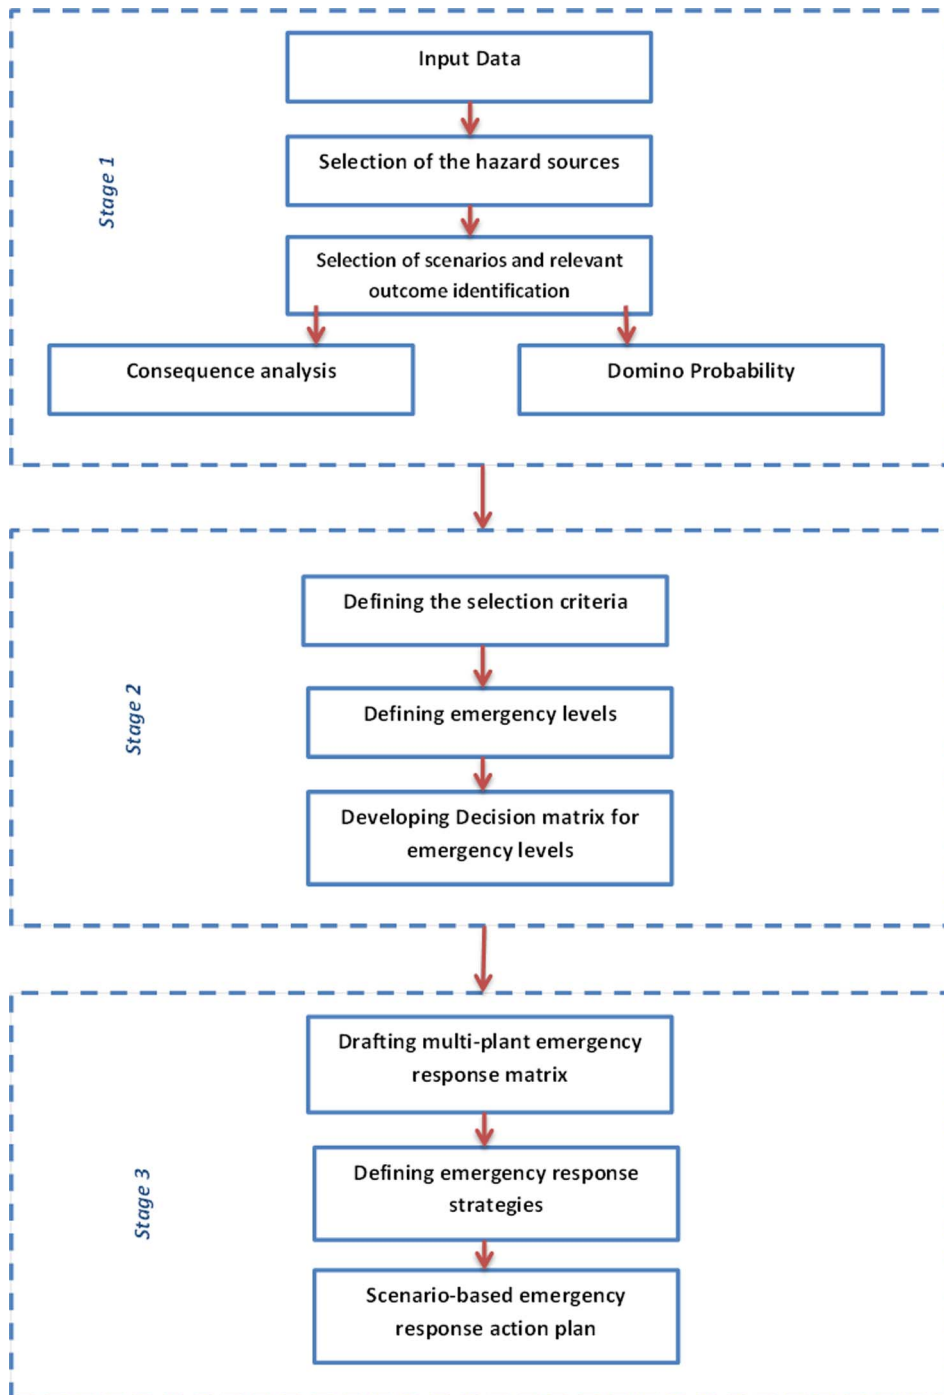 Input Data
Stage 1
Selection of the hazard sources
Selection of scenarios and relevant
outcome identification
Consequence analysis
Domino Probability
Defining the selection criteria
Stage 2
Defining emergency levels
Developing Decision matrix for
emergency levels
Drafting multi-plant emergency
response matrix
Stage 3
Defining emergency response
strategies
Scenario-based emergency
response action plan